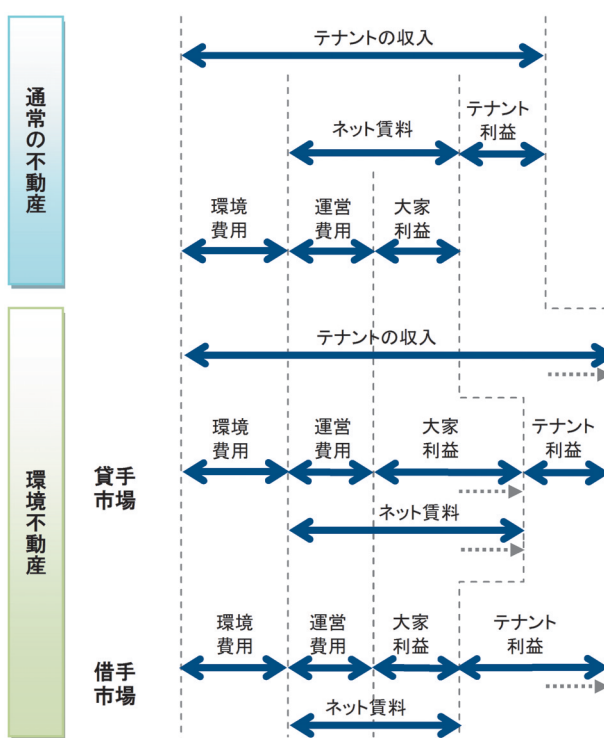 通常の不動産
テナントの収入
ネット賃料
テナント
利益
環境
費用
運営
費用
大家
利益
環境不動産
テナントの収入
貸手
市場
環境
費用
運営
費用
大家
利益
テナント
利益
ネット賃料
借手
市場
環境
費用
運営
費用
大家
利益
テナント
利益
ネット賃料